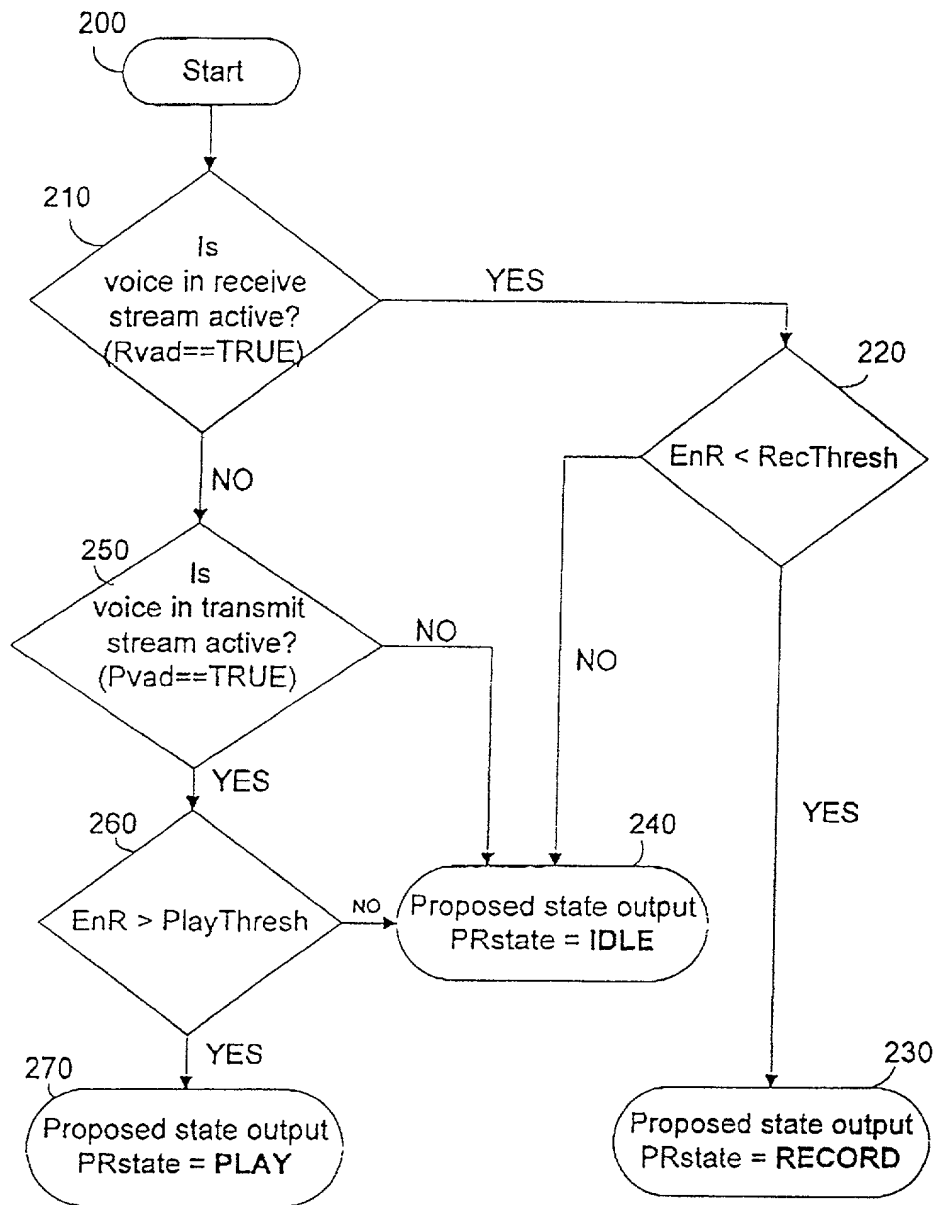 200
Start
210
Is
voice in receive
stream active?
(Rvad==TRUE)
YES
220
EnR < RecThresh
NO
250
Is
voice in transmit
stream active?
(Pvad==TRUE)
NO
NO
YES
YES
260
EnR > PlayThresh
NO
240
Proposed state output
PRstate = IDLE
YES
270
Proposed state output
PRstate = PLAY
230
Proposed state output
PRstate = RECORD